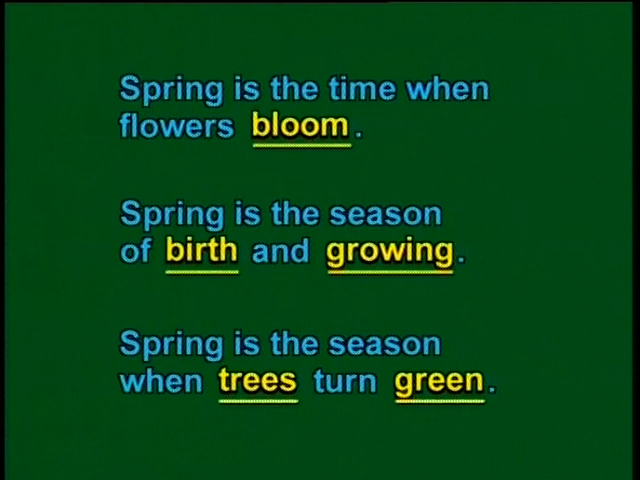 Spring is the time when
flowers bloom.
Spring is the season
of birth and growing.
Spring is the season
when trees turn green.